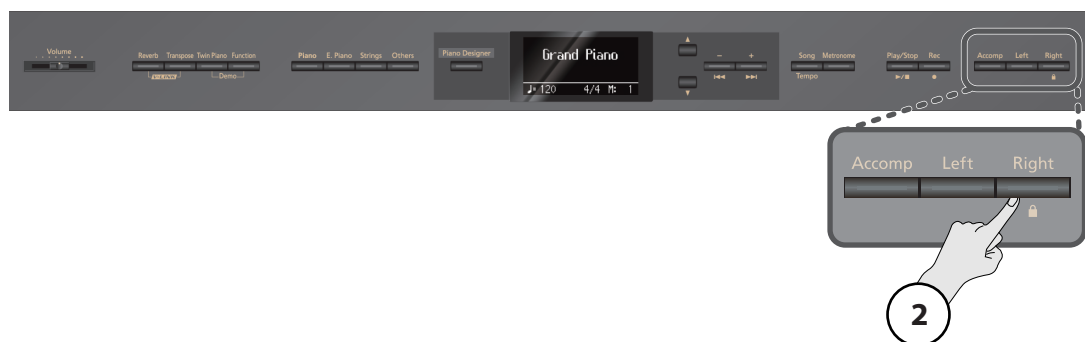 Volume
Reverb Transpose Twin Piano Function
V-LINK
Demo
Piano E. Piano Strings Others
Piano Designer
Grand Piano
♩= 120 4/4 M: 1
− +
Song Metronome
Tempo
Play/Stop Rec
Accomp Left Right
Accomp Left Right
2